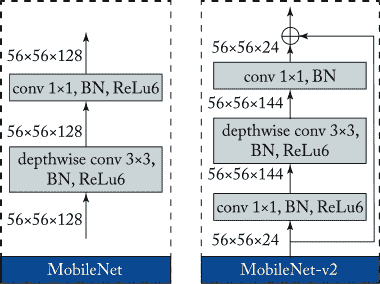 56×56×128
conv 1×1, BN, ReLu6
56×56×128
depthwise conv 3×3,
BN, ReLu6
56×56×128
MobileNet
56×56×24
conv 1×1, BN
56×56×144
depthwise conv 3×3,
BN, ReLu6
56×56×144
conv 1×1, BN, ReLu6
56×56×24
MobileNet-v2